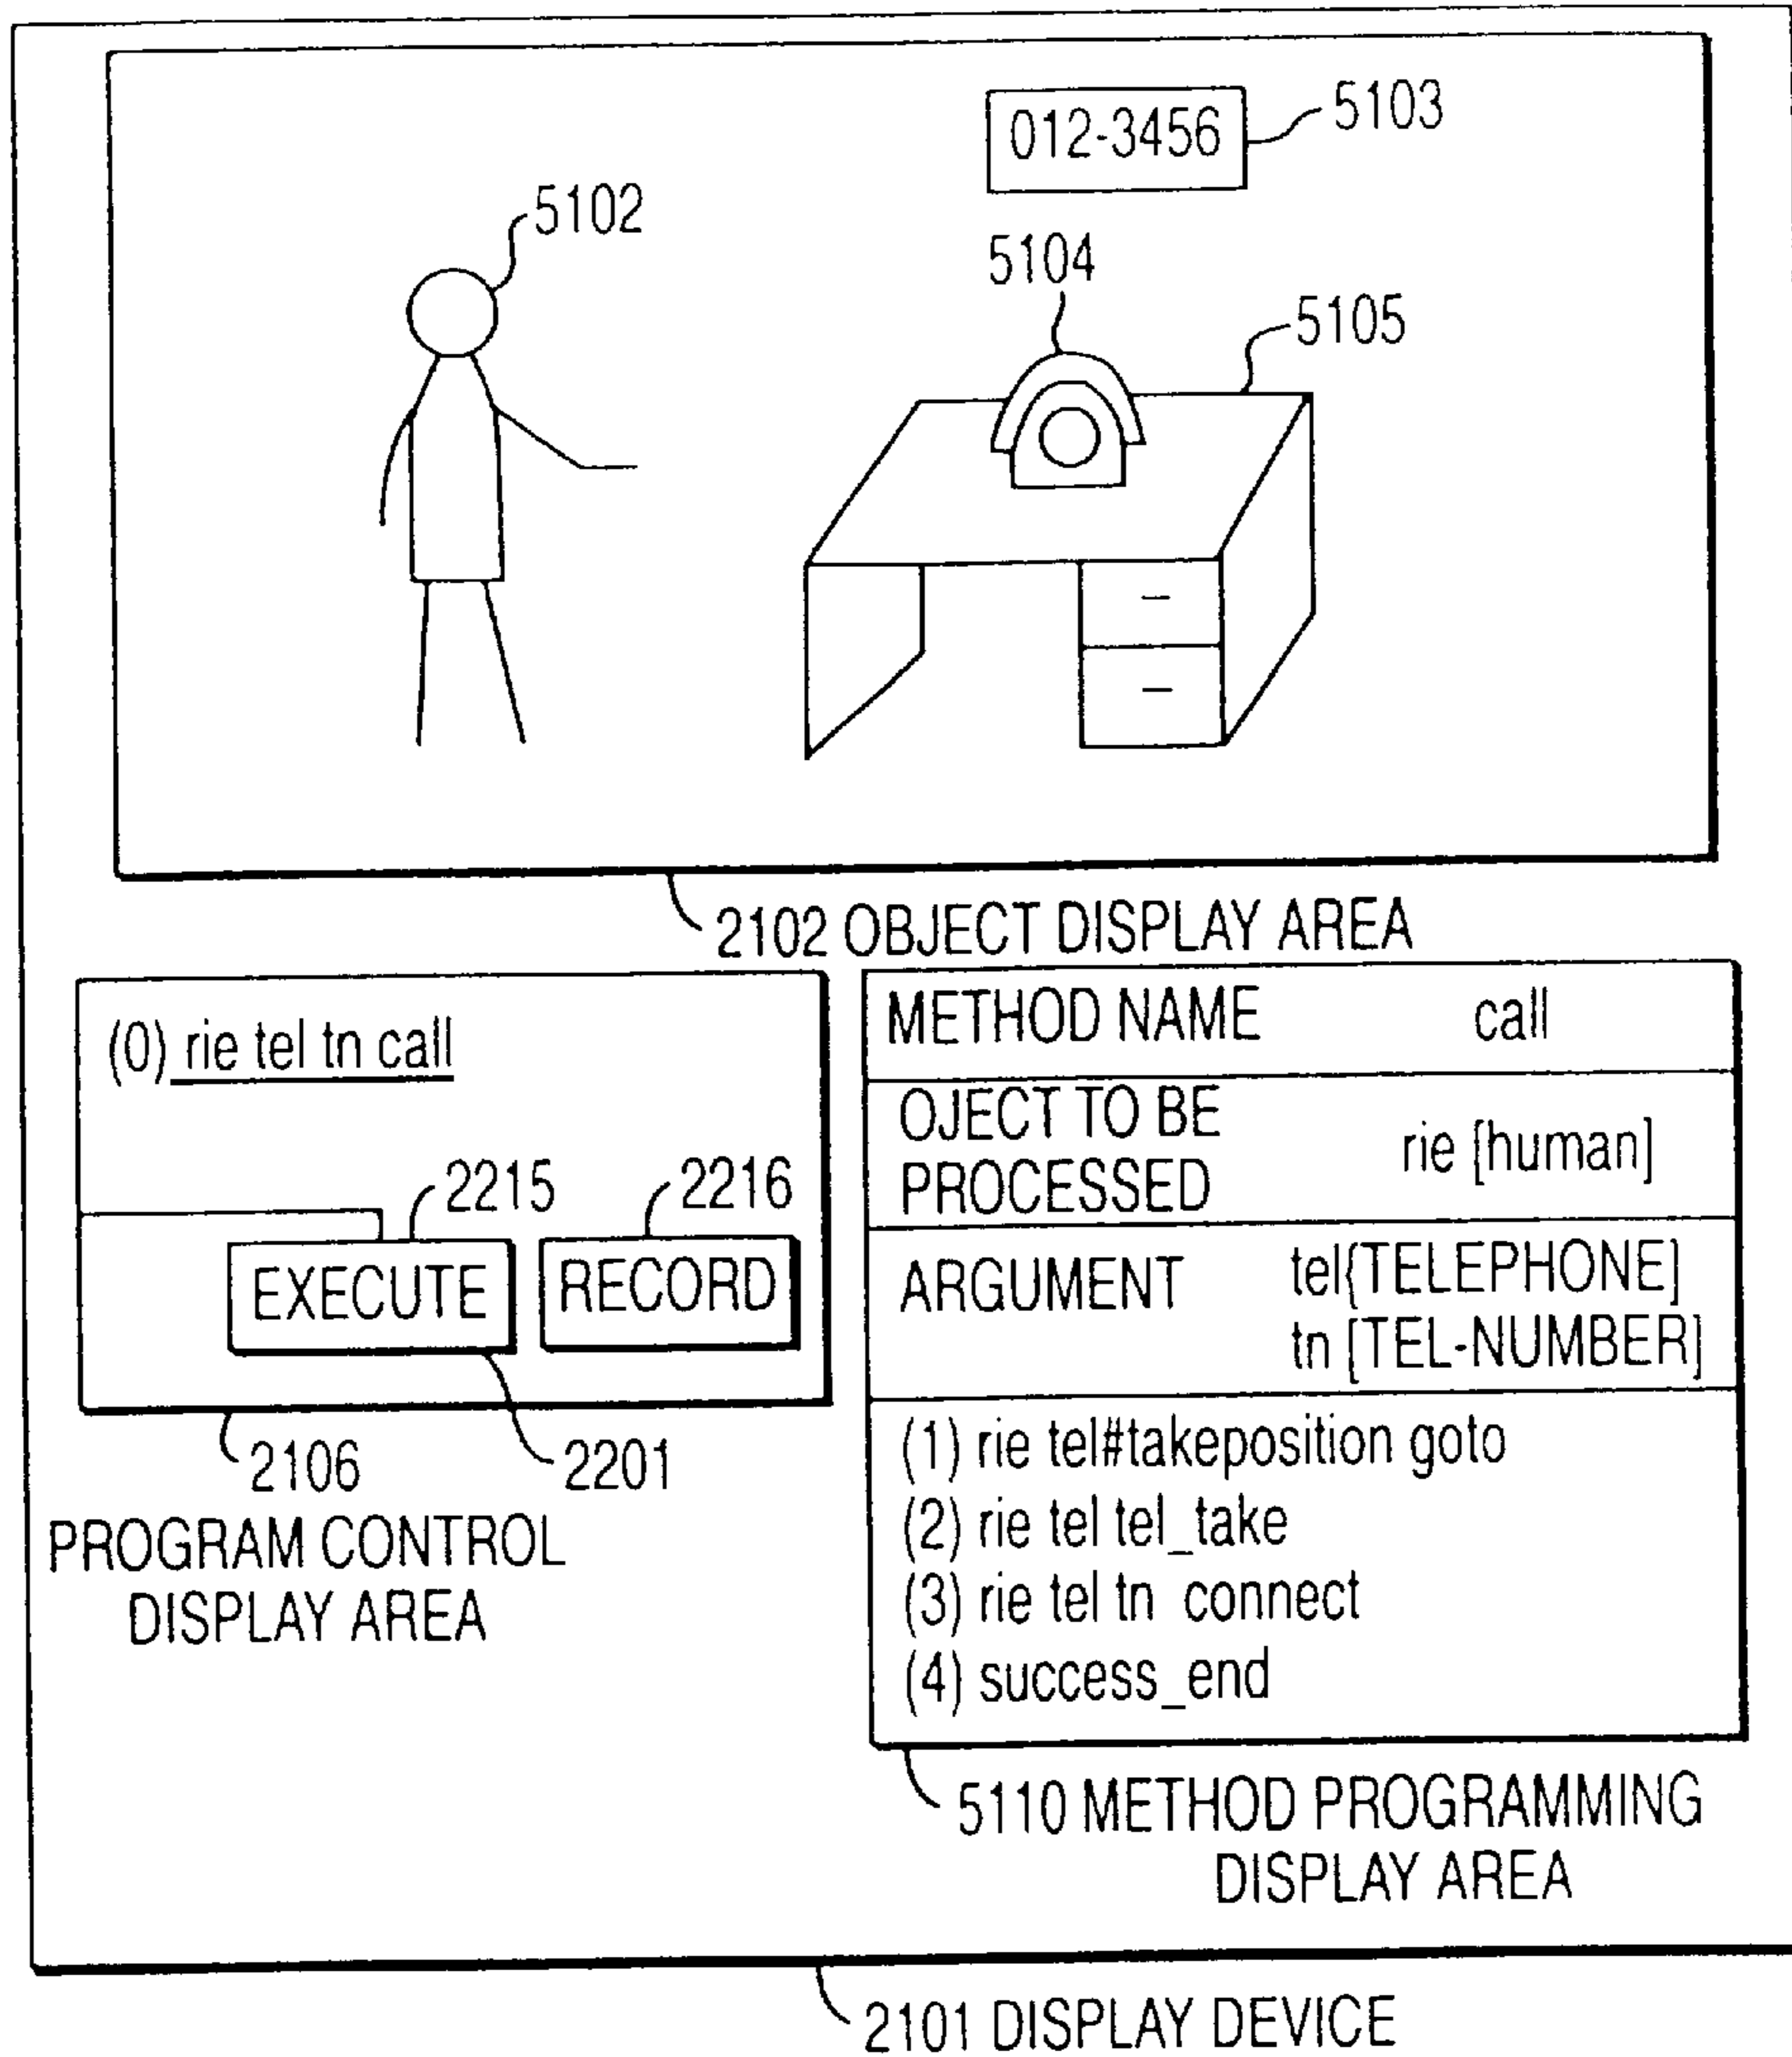 012-3456
5103
5102
5104
5105
2102 OBJECT DISPLAY AREA
(0) rie tel tn call
2215
2216
EXECUTE
RECORD
2106
2201
PROGRAM CONTROL
DISPLAY AREA
METHOD NAME call
OJECT TO BE
PROCESSED
rie [human]
ARGUMENT
tel{TELEPHONE]
tn [TEL-NUMBER]
(1) rie tel#takeposition goto
(2) rie tel tel_take
(3) rie tel tn connect
(4) success_end
5110 METHOD PROGRAMMING
DISPLAY AREA
2101 DISPLAY DEVICE